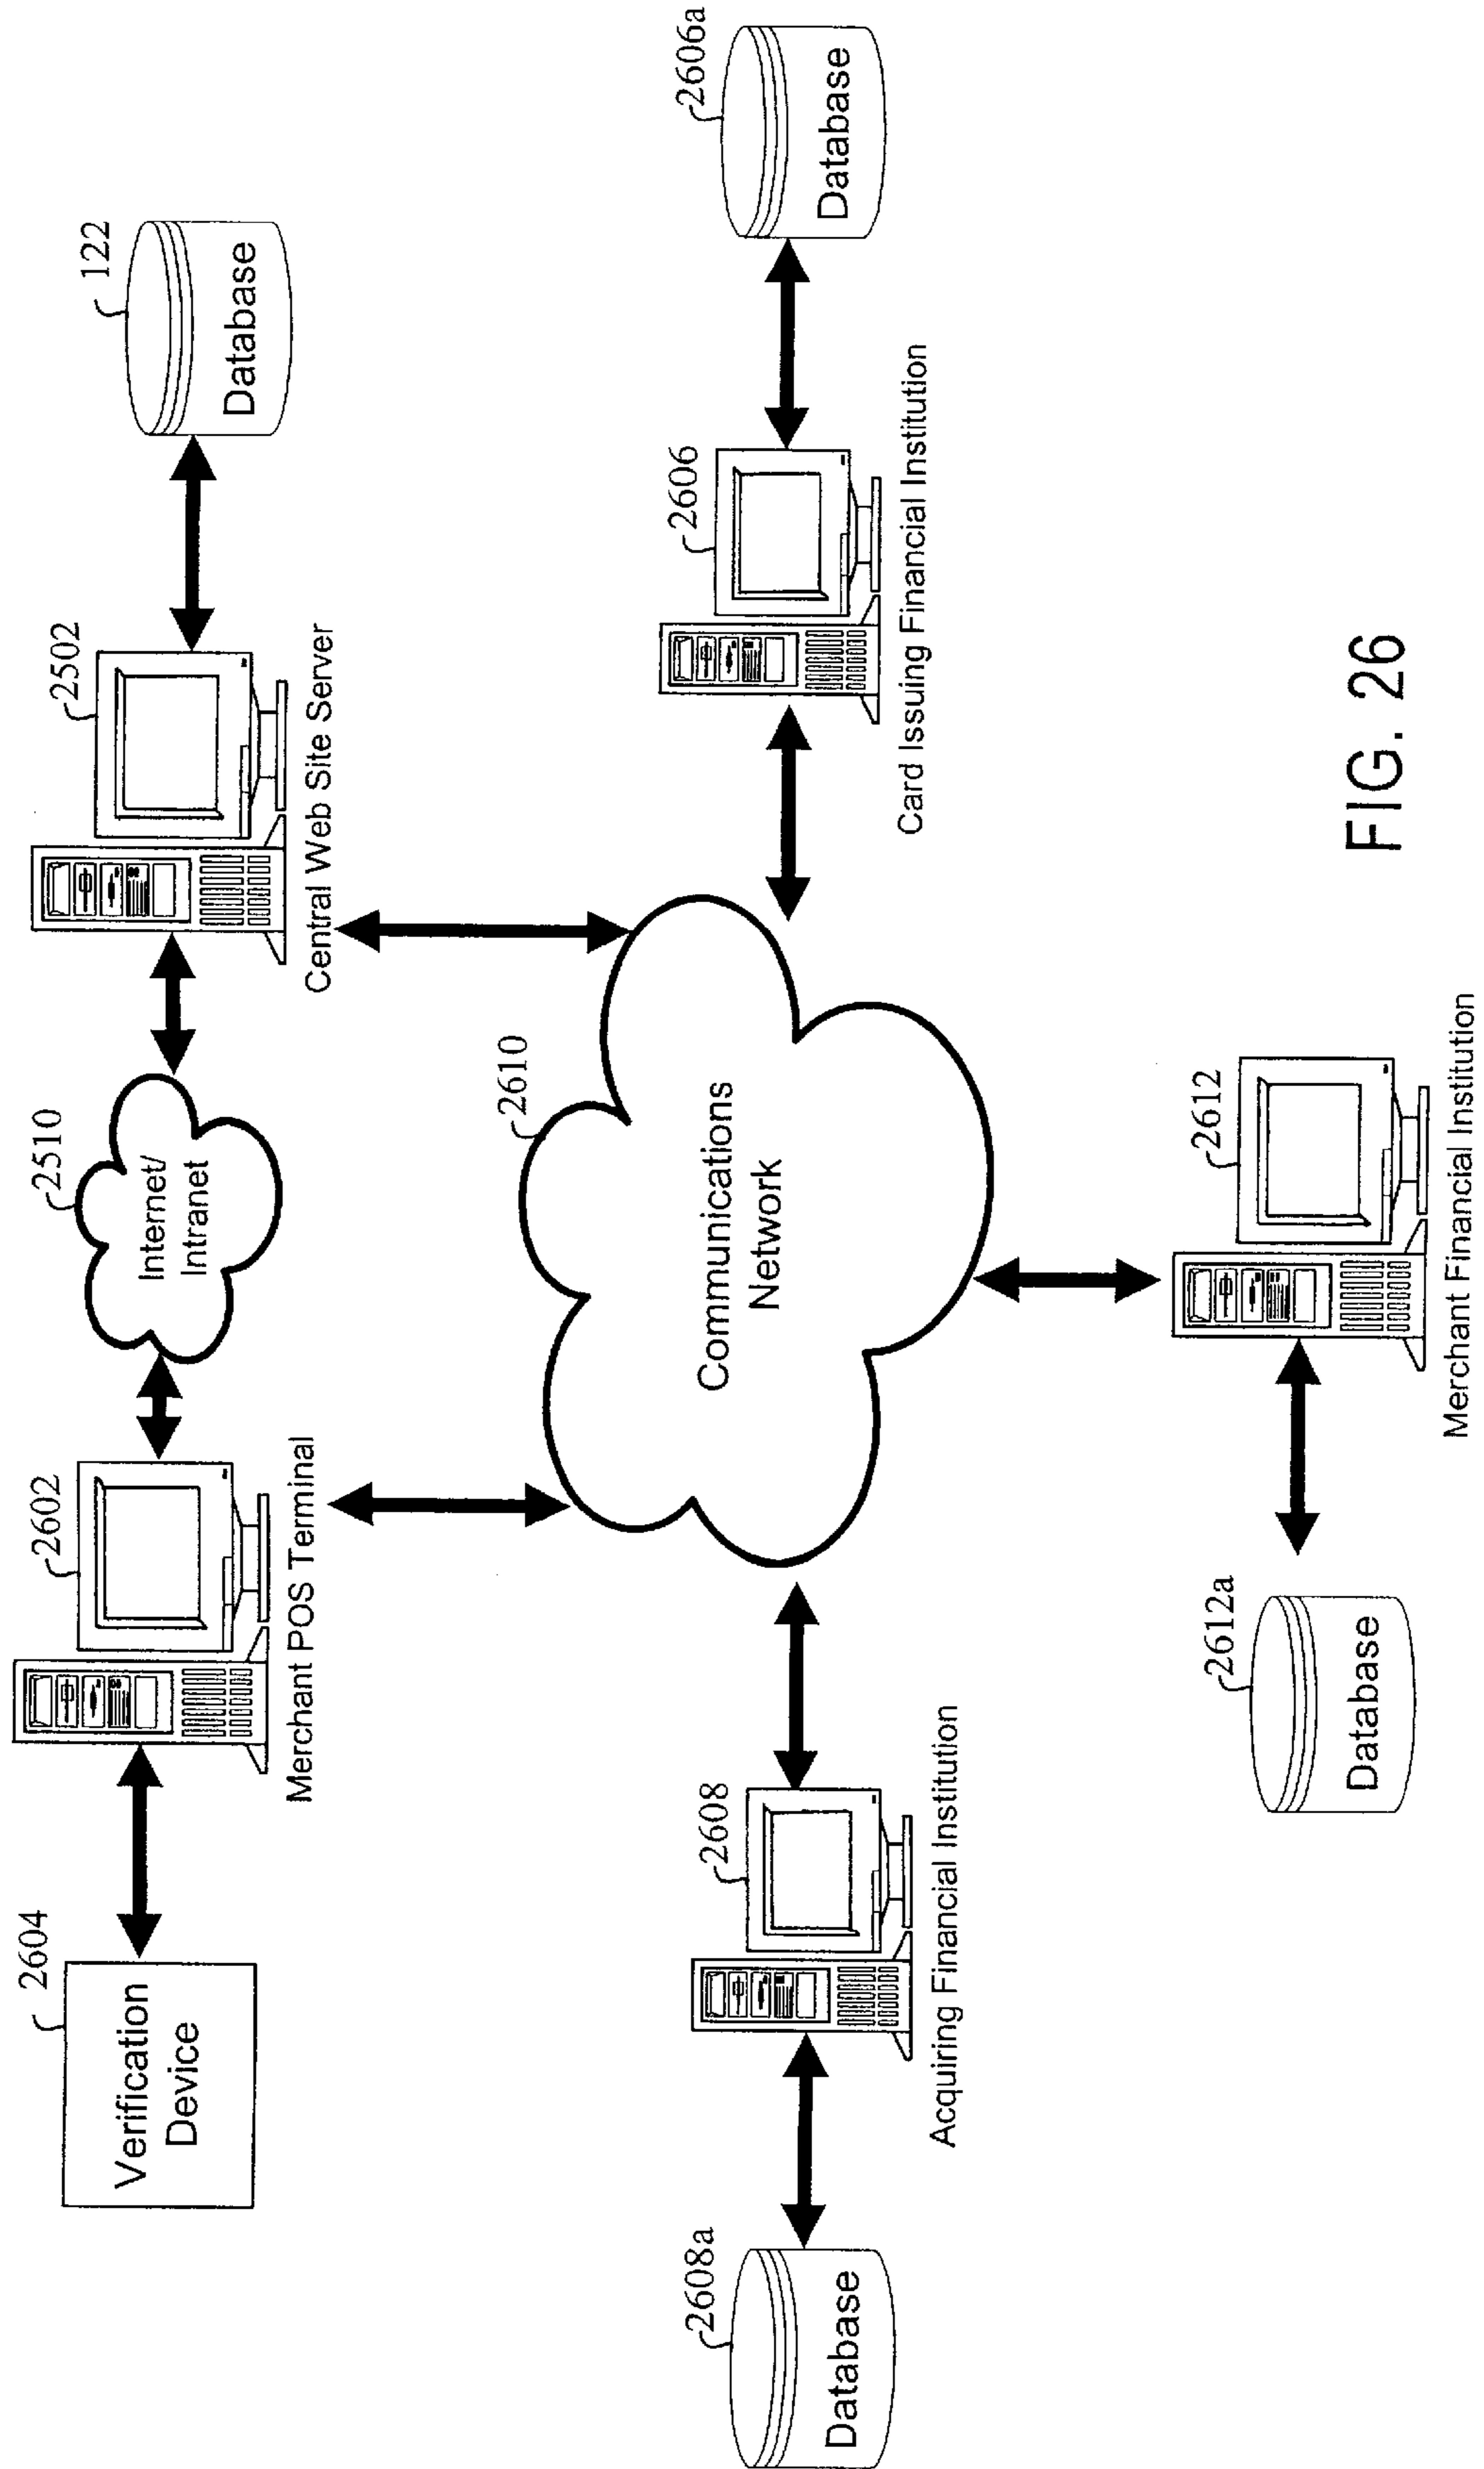 2604
Verification
Device
2602
Merchant POS Terminal
2510
Internet/
Intranet
2502
Central Web Site Server
122
Database
2610
Communications
Network
2608a
Database
2608
Acquiring Financial Institution
2606
Card Issuing Financial Institution
2606a
Database
2612a
Database
2612
Merchant Financial Institution
FIG. 26